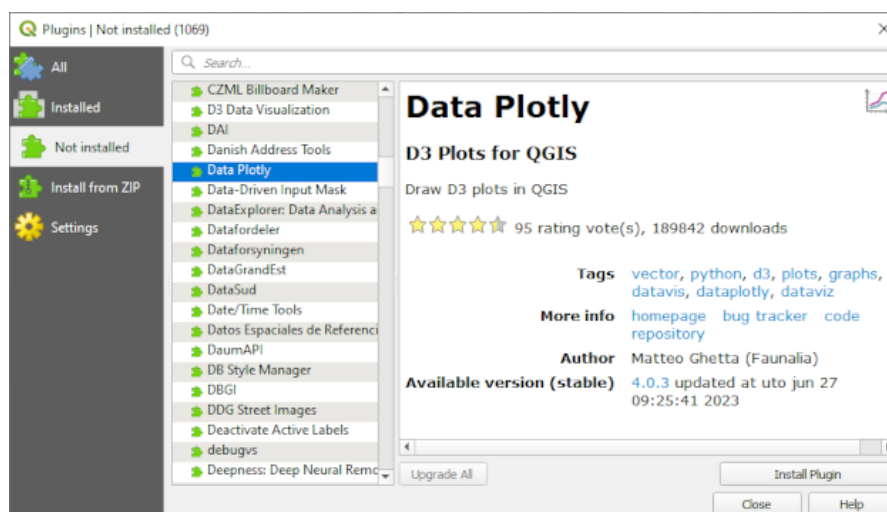 Plugins | Not installed (1069)
All
Installed
Not installed
Install from ZIP
Settings
Search...
CZML Billboard Maker
D3 Data Visualization
DAI
Danish Address Tools
Data Plotly
Data-Driven Input Mask
DataExplorer: Data Analysis a
Datafordeler
Dataforsyningen
DataGrandEst
DataSud
Date/Time Tools
Datos Espaciales de Referenci
DaumAPI
DB Style Manager
DBGI
DDG Street Images
Deactivate Active Labels
debugvs
Deepness: Deep Neural Remo
Data Plotly
D3 Plots for QGIS
Draw D3 plots in QGIS
95 rating vote(s), 189842 downloads
Tags vector, python, d3, plots, graphs,
datavis, dataplotly, dataviz
More info homepage bug tracker code
repository
Author Matteo Ghetta (Faunalia)
Available version (stable) 4.0.3 updated at uto jun 27
09:25:41 2023
Upgrade All
Install Plugin
Close
Help